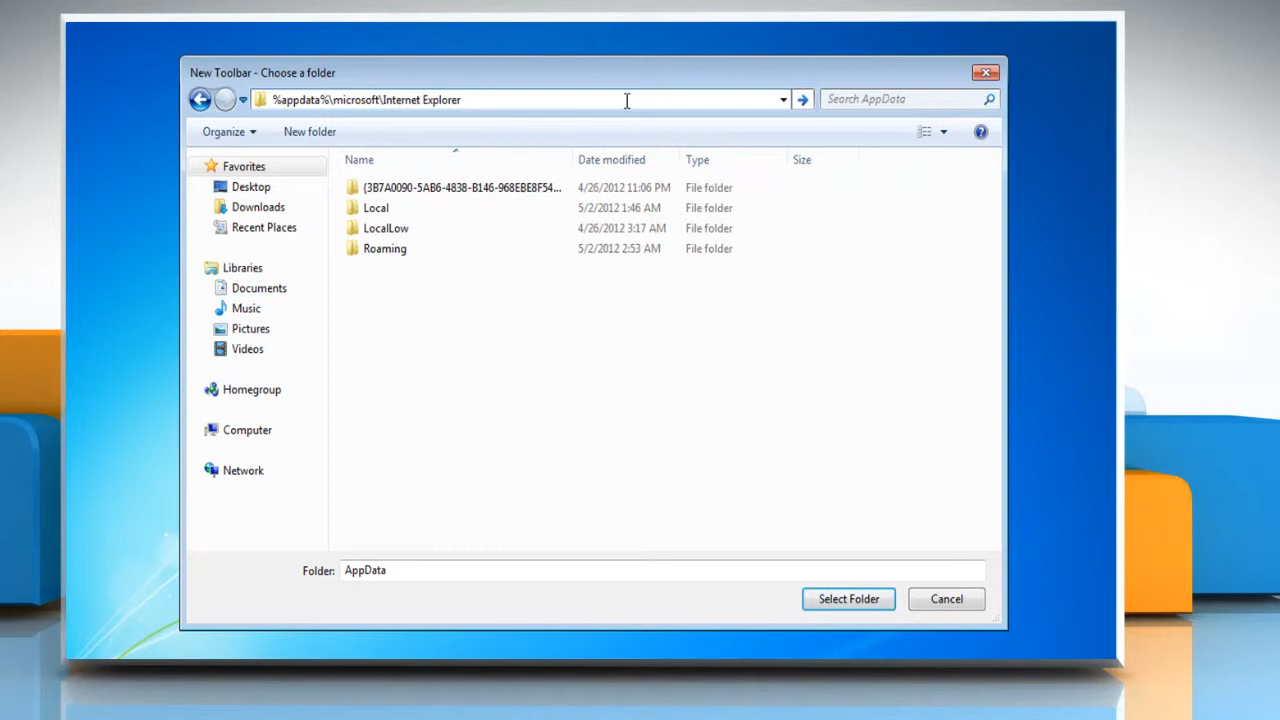 New Toolbar - Choose a folder
%appdata%\microsoft\Internet Explorer
Search AppData
Organize
New folder
Name
Date modified
Type
Size
Favorites
Desktop
Downloads
Recent Places
Libraries
Documents
Music
Pictures
Videos
Homegroup
Computer
Network
{3B7A0090-5AB6-4838-B146-968EBE8F54... 4/26/2012 11:06 PM File folder
Local 5/2/2012 1:46 AM File folder
LocalLow 4/26/2012 3:17 AM File folder
Roaming 5/2/2012 2:53 AM File folder
Folder: AppData
Select Folder
Cancel